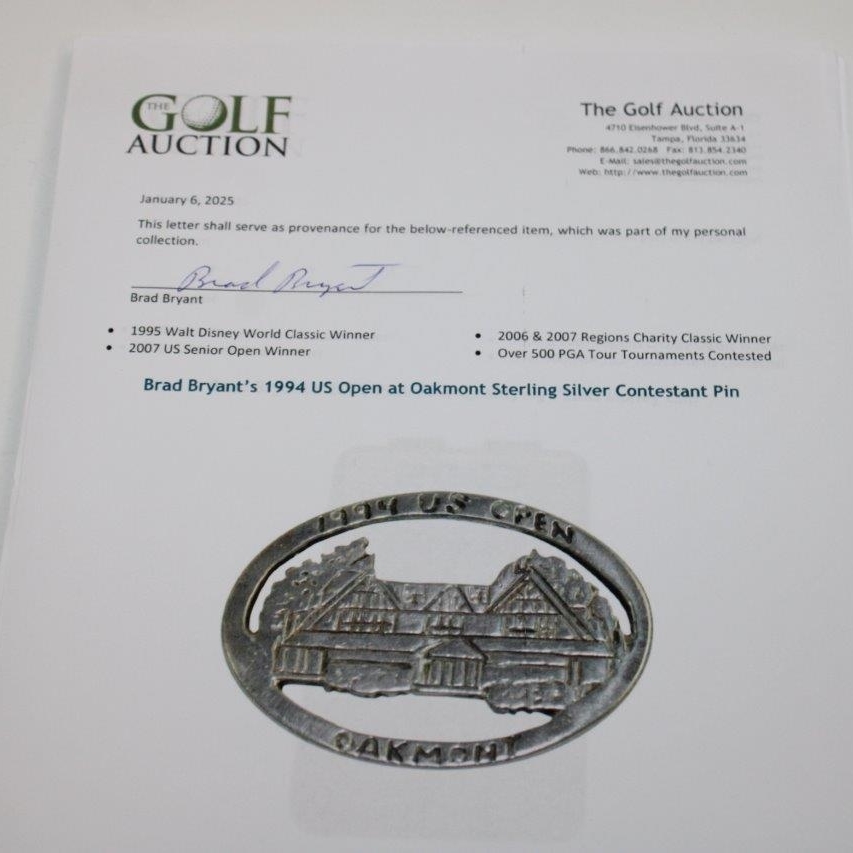 THE
GOLF
AUCTION
The Golf Auction
4710 Eisenhower Blvd, Suite A-1
Tampa, Florida 33634
Phone: 866.842.0268 Fax: 813.854.2340
E-Mail: sales@thegolfauction.com
Web: http://www.thegolfauction.com
January 6, 2025
This letter shall serve as provenance for the below-referenced item, which was part of my personal
collection.
Brad Bryant
Brad Bryant
• 1995 Walt Disney World Classic Winner
• 2007 US Senior Open Winner
• 2006 & 2007 Regions Charity Classic Winner
• Over 500 PGA Tour Tournaments Contested
Brad Bryant's 1994 US Open at Oakmont Sterling Silver Contestant Pin
1994 US OPEN
OAKMONT